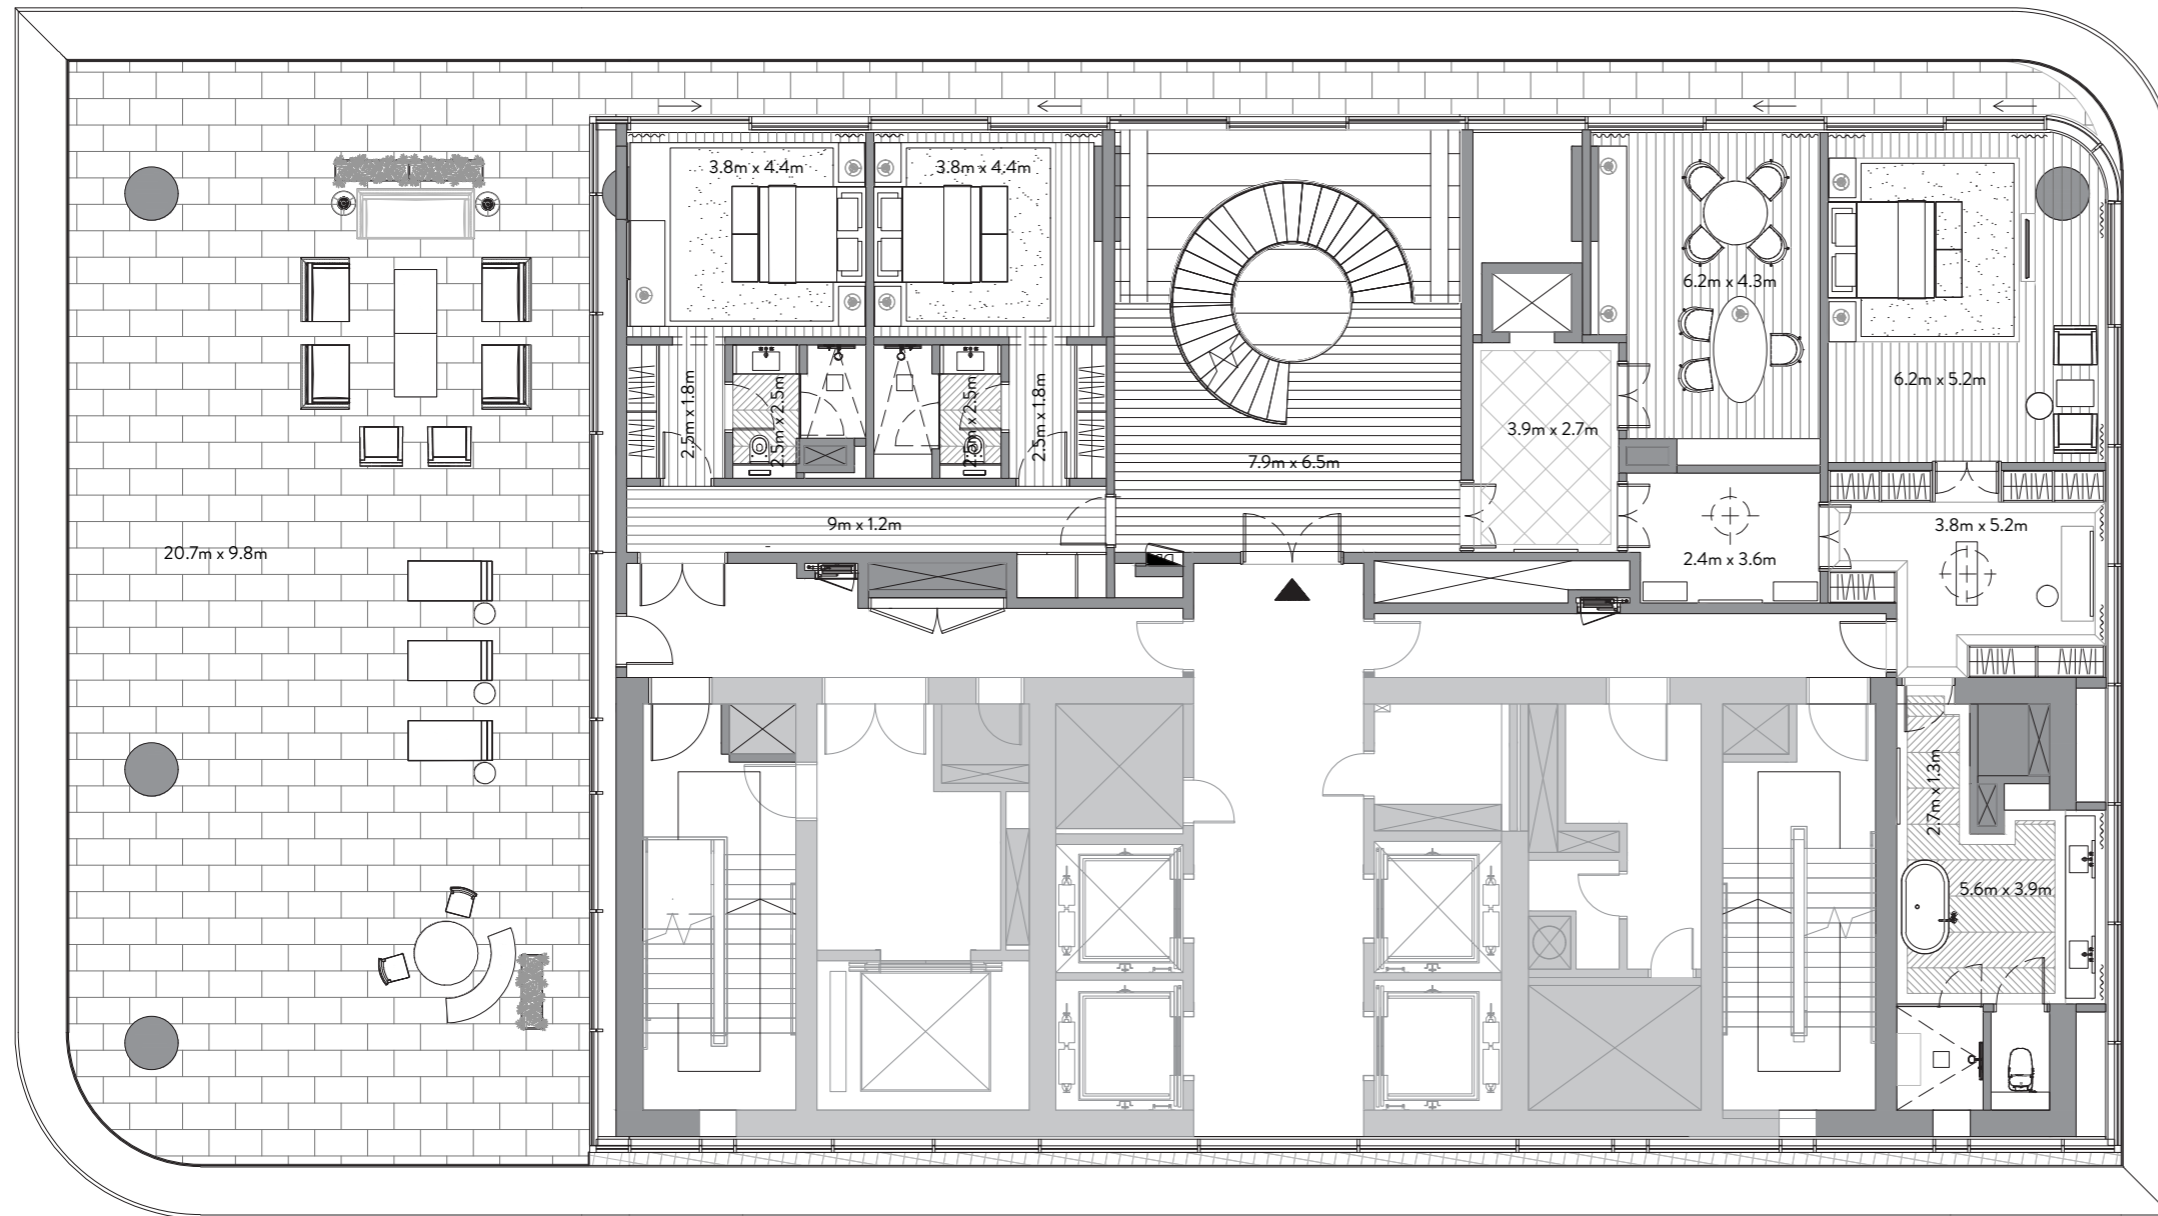 3.8m x 4.4m
3.8m x 4.4m
6.2m x 4.3m
6.2m x 5.2m
2.5m x 1.8m
2.5m x 2.5m
2.5m x 2.5m
2.5m x 1.8m
3.9m x 2.7m
7.9m x 6.5m
9m x 1.2m
3.8m x 5.2m
20.7m x 9.8m
2.4m x 3.6m
2.7m x 1.3m
5.6m x 3.9m